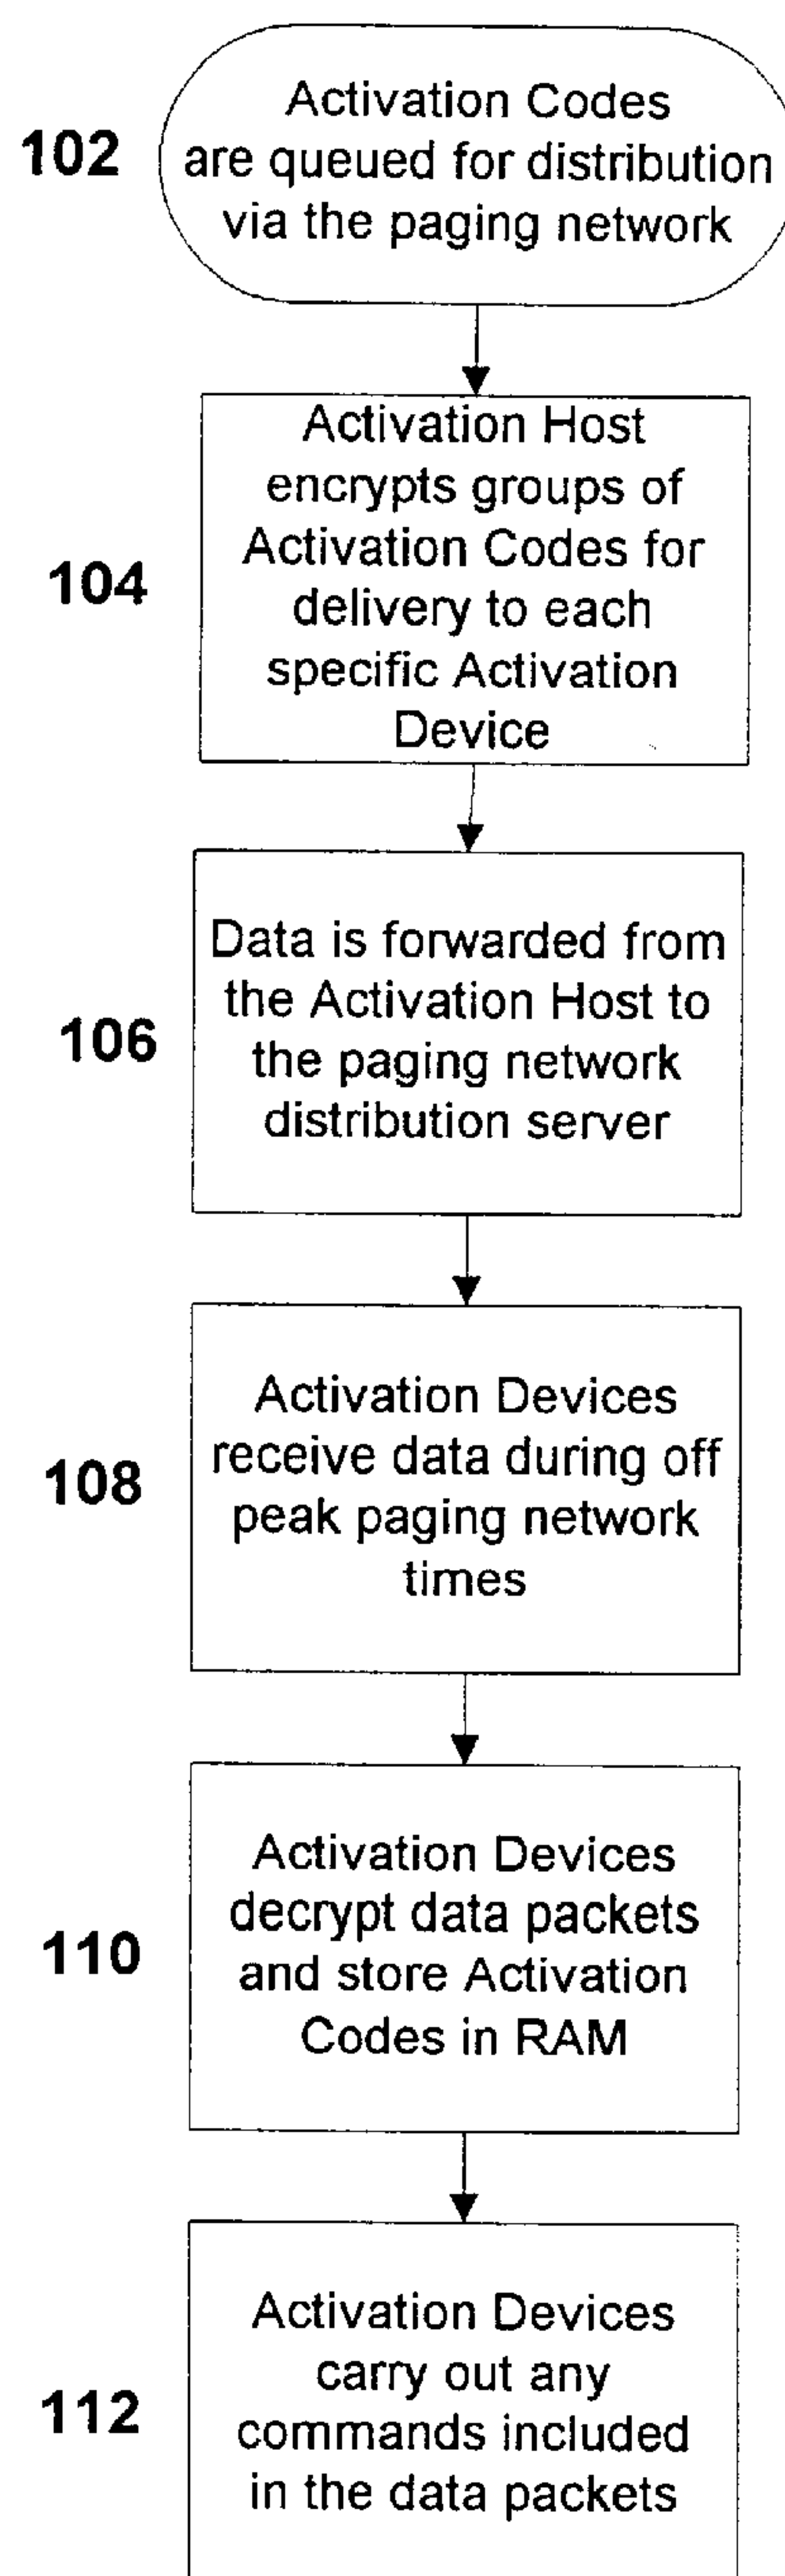 102
Activation Codes
are queued for distribution
via the paging network
104
Activation Host
encrypts groups of
Activation Codes for
delivery to each
specific Activation
Device
106
Data is forwarded from
the Activation Host to
the paging network
distribution server
108
Activation Devices
receive data during off
peak paging network
times
110
Activation Devices
decrypt data packets
and store Activation
Codes in RAM
112
Activation Devices
carry out any
commands included
in the data packets